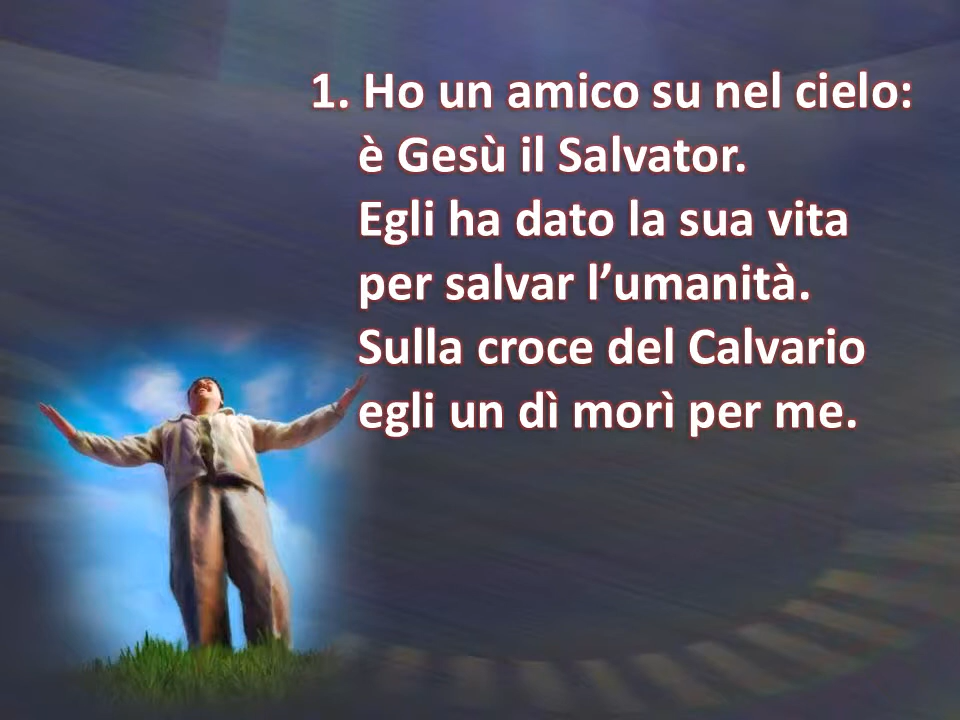 1. Ho un amico su nel cielo:
è Gesù il Salvator.
Egli ha dato la sua vita
per salvar l’umanità.
Sulla croce del Calvario
egli un dì morì per me.